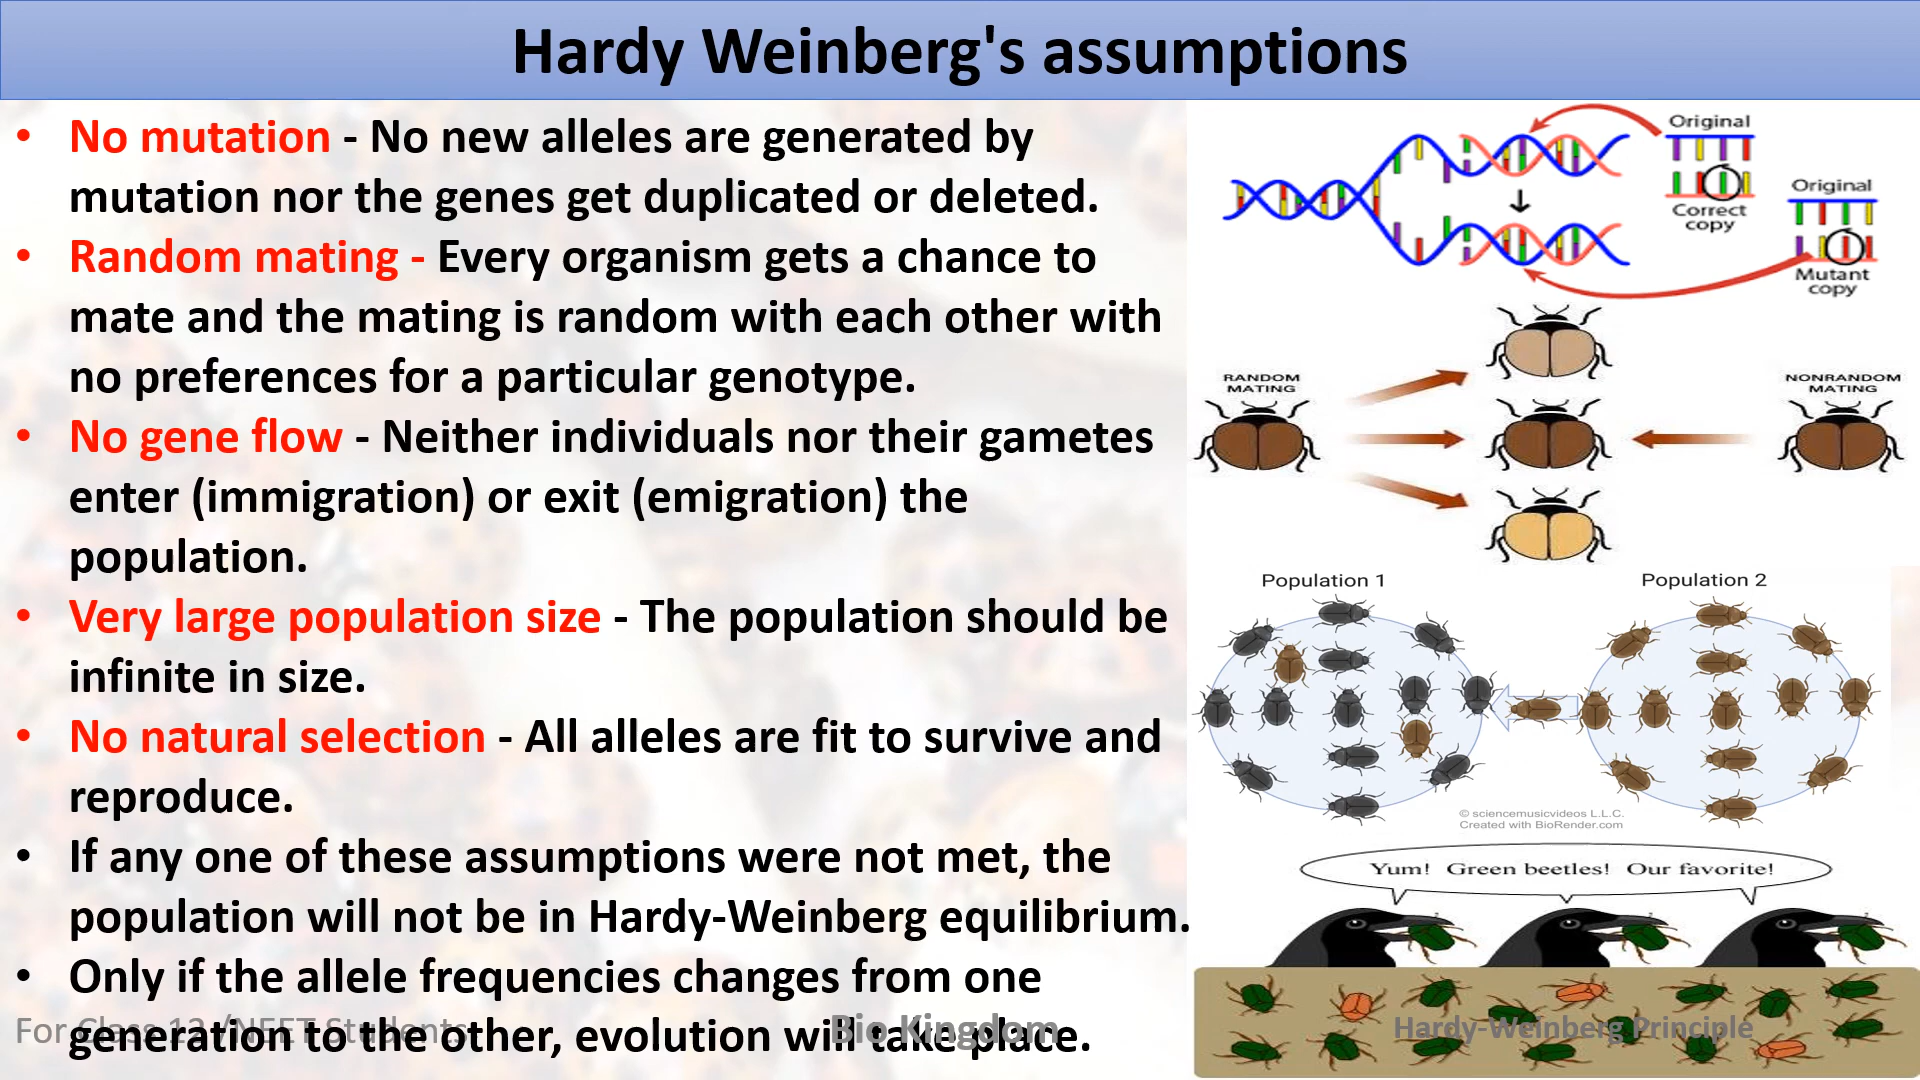 Hardy Weinberg's assumptions
• No mutation - No new alleles are generated by
mutation nor the genes get duplicated or deleted.
• Random mating - Every organism gets a chance to
mate and the mating is random with each other with
no preferences for a particular genotype.
• No gene flow - Neither individuals nor their gametes
enter (immigration) or exit (emigration) the
population.
• Very large population size - The population should be
infinite in size.
• No natural selection - All alleles are fit to survive and
reproduce.
• If any one of these assumptions were not met, the
population will not be in Hardy-Weinberg equilibrium.
• Only if the allele frequencies changes from one
generation to the other, evolution will take place.
For Class 12 /NEET Students
Bio Kingdom
Hardy-Weinberg Principle
Original
Correct
copy
Original
Mutant
copy
RANDOM
MATING
NONRANDOM
MATING
Population 1
Population 2
© sciencemusicvideos L.L.C.
Created with BioRender.com
Yum! Green beetles! Our favorite!